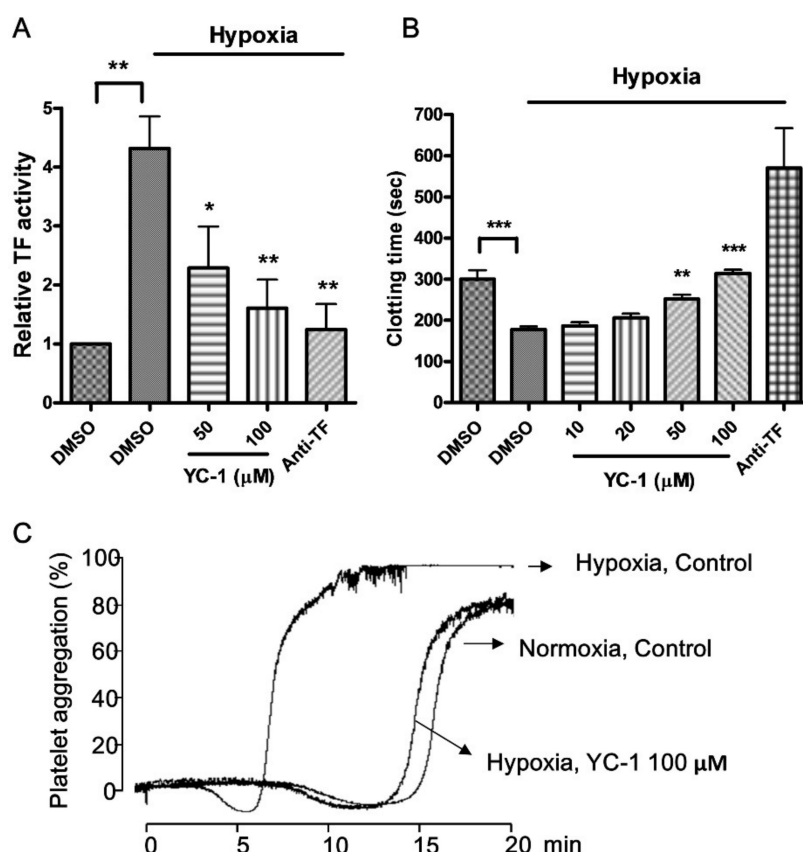 A
Hypoxia
**
Relative TF activity
5
4
3
2
1
0
*
**
**
DMSO
DMSO
50
100
Anti-TF
YC-1 (μM)
B
Hypoxia
Clotting time (sec)
700
600
500
400
300
200
100
0
***
**
***
DMSO
DMSO
10
20
50
100
Anti-TF
YC-1 (μM)
C
Platelet aggregation (%)
100
80
60
40
20
0
Hypoxia, Control
Normoxia, Control
Hypoxia, YC-1 100 μM
0 5 10 15 20 min